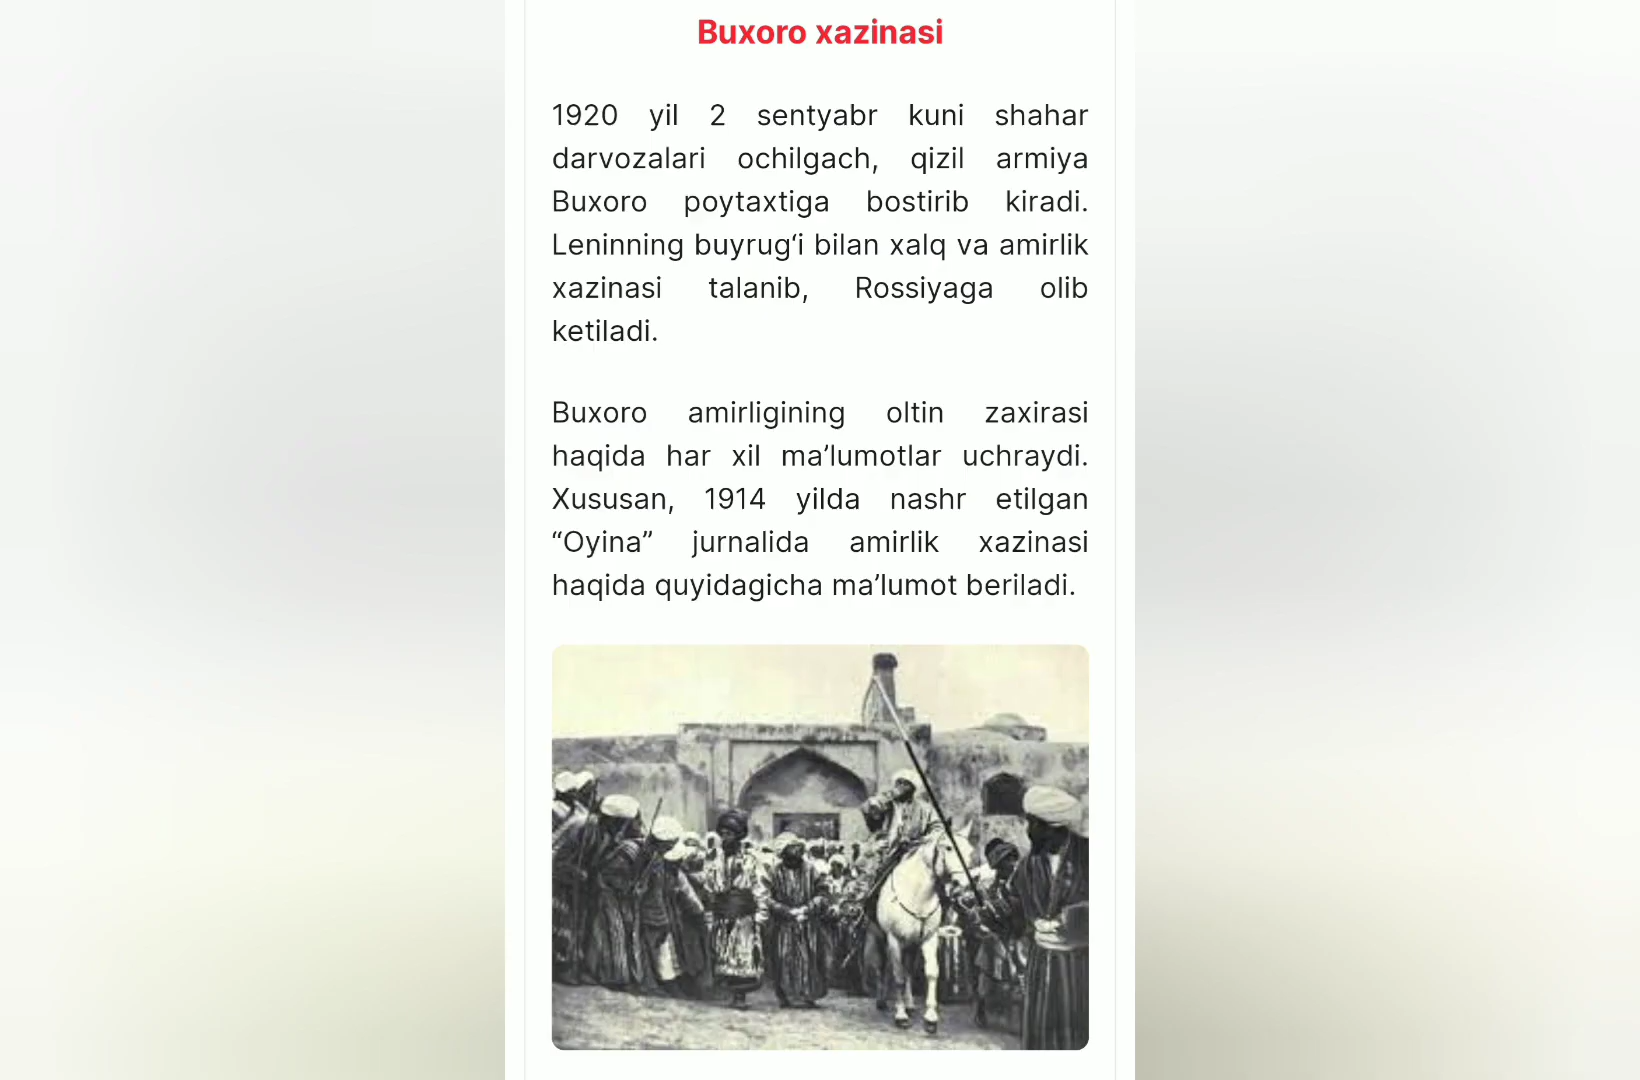 Buxoro xazinasi
1920 yil 2 sentyabr kuni shahar
darvozalari ochilgach, qizil armiya
Buxoro poytaxtiga bostirib kiradi.
Leninning buyrug‘i bilan xalq va amirlik
xazinasi talanib, Rossiyaga olib
ketiladi.
Buxoro amirligining oltin zaxirasi
haqida har xil ma’lumotlar uchraydi.
Xususan, 1914 yilda nashr etilgan
“Oyina” jurnalida amirlik xazinasi
haqida quyidagicha ma’lumot beriladi.